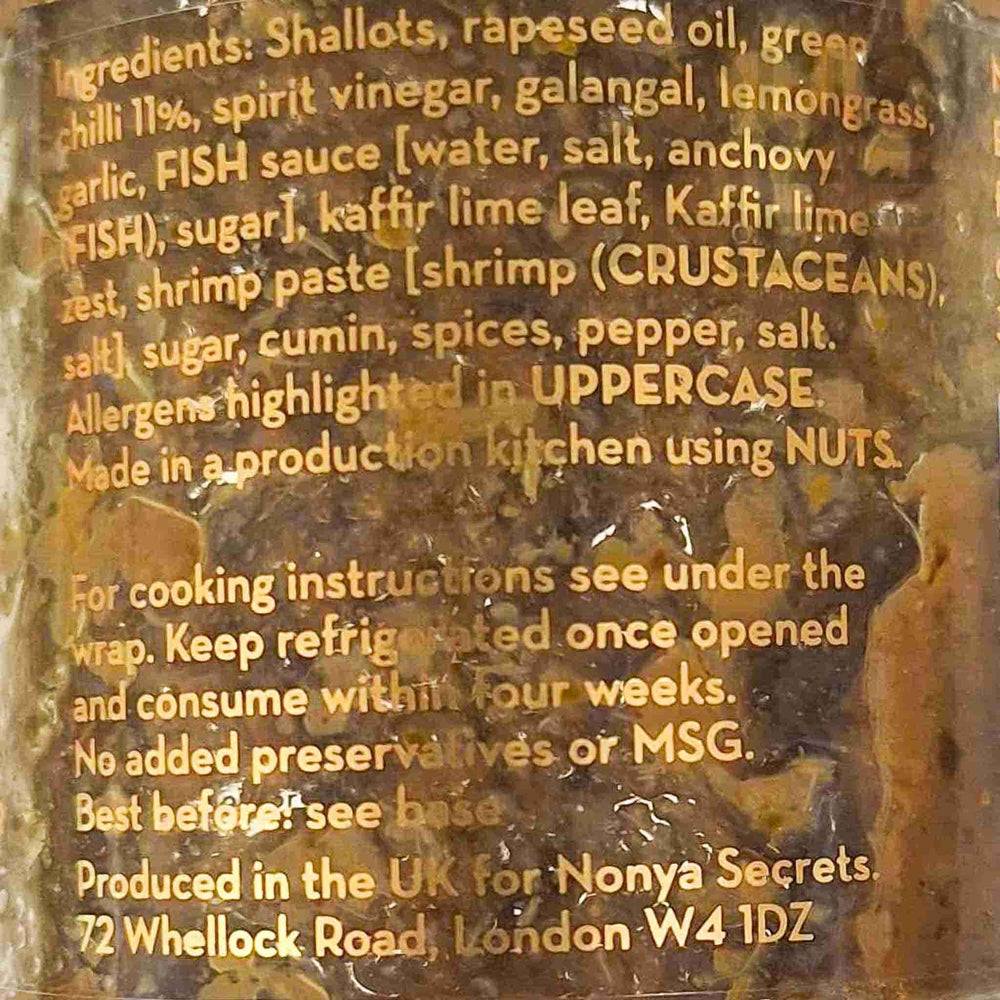 Ingredients: Shallots, rapeseed oil, green
chilli 11%, spirit vinegar, galangal, lemongrass,
garlic, FISH sauce [water, salt, anchovy
(FISH), sugar], kaffir lime leaf, Kaffir lime
zest, shrimp paste [shrimp (CRUSTACEANS),
salt], sugar, cumin, spices, pepper, salt.
Allergens highlighted in UPPERCASE.
Made in a production kitchen using NUTS.
For cooking instructions see under the
wrap. Keep refrigerated once opened
and consume within four weeks.
No added preservatives or MSG.
Best before: see base
Produced in the UK for Nonya Secrets.
72 Whellock Road, London W4 1DZ